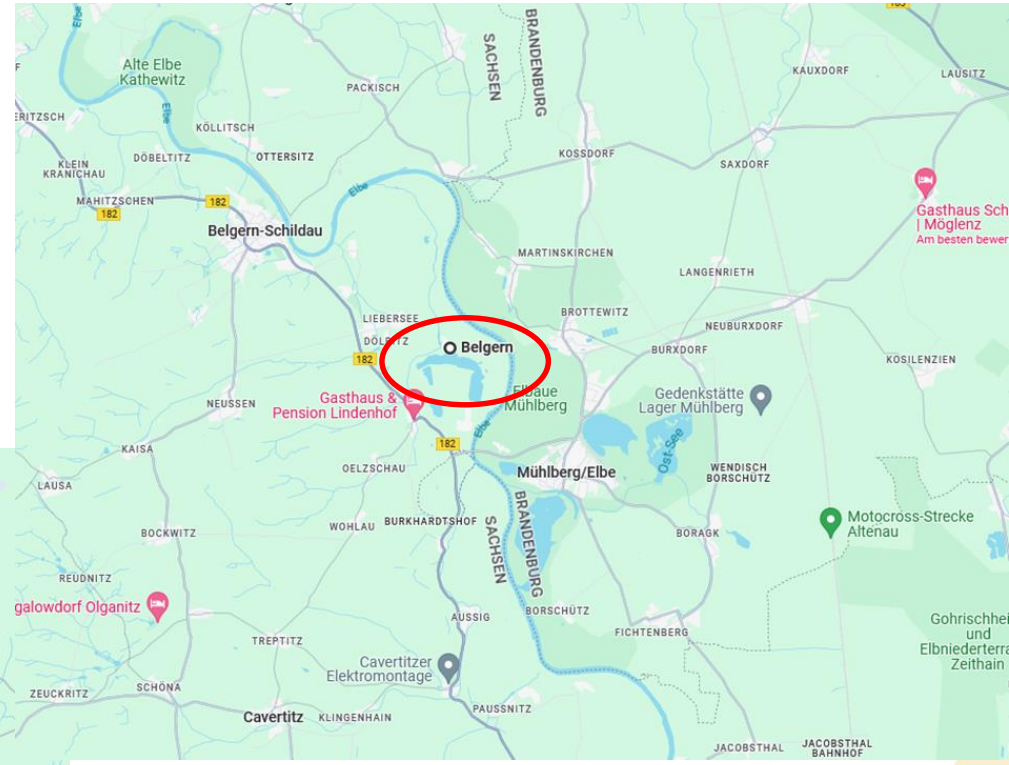 Elbe
BRANDENBURG
SACHSEN
Alte Elbe
Kathewitz
PACKISCH
KAUXDORF
LAUSITZ
Elbe
ERITZSCH
KÖLLITSCH
KLEIN
KRANICHAU
DÖBELTITZ
OTTERSITZ
KOSSDORF
SAXDORF
MAHITZSCHEN
182
182
Elbe
Belgern-Schildau
Gasthaus Sch
| Möglenz
Am besten bewer
MARTINSKIRCHEN
LANGENRIETH
LIEBERSEE
BROTTEWITZ
NEUBURXDORF
Belgern
BURXDORF
182
KOSILENZIEN
NEUSSEN
Gasthaus &
Pension Lindenhof
Elbaue
Mühlberg
Gedenkstätte
Lager Mühlberg
Elbe
182
Ost-See
KAISA
OELZSCHAU
Mühlberg/Elbe
WENDISCH
BORSCHÜTZ
LAUSA
BOCKWITZ
WOHLAU
BURKHARDTSHOF
SACHSEN
BRANDENBURG
BORAGK
Motocross-Strecke
Altenau
REUDNITZ
galowdorf Olganitz
AUSSIG
BORSCHÜTZ
FICHTENBERG
Gohrischhei
und
Elbniederterra
Zeithain
TREPTITZ
Cavertitzer
Elektromontage
ZEUCKRITZ
SCHÖNA
PAUSSNITZ
Cavertitz
KLINGENHAIN
JACOBSTHAL
JACOBSTHAL
BAHNHOF